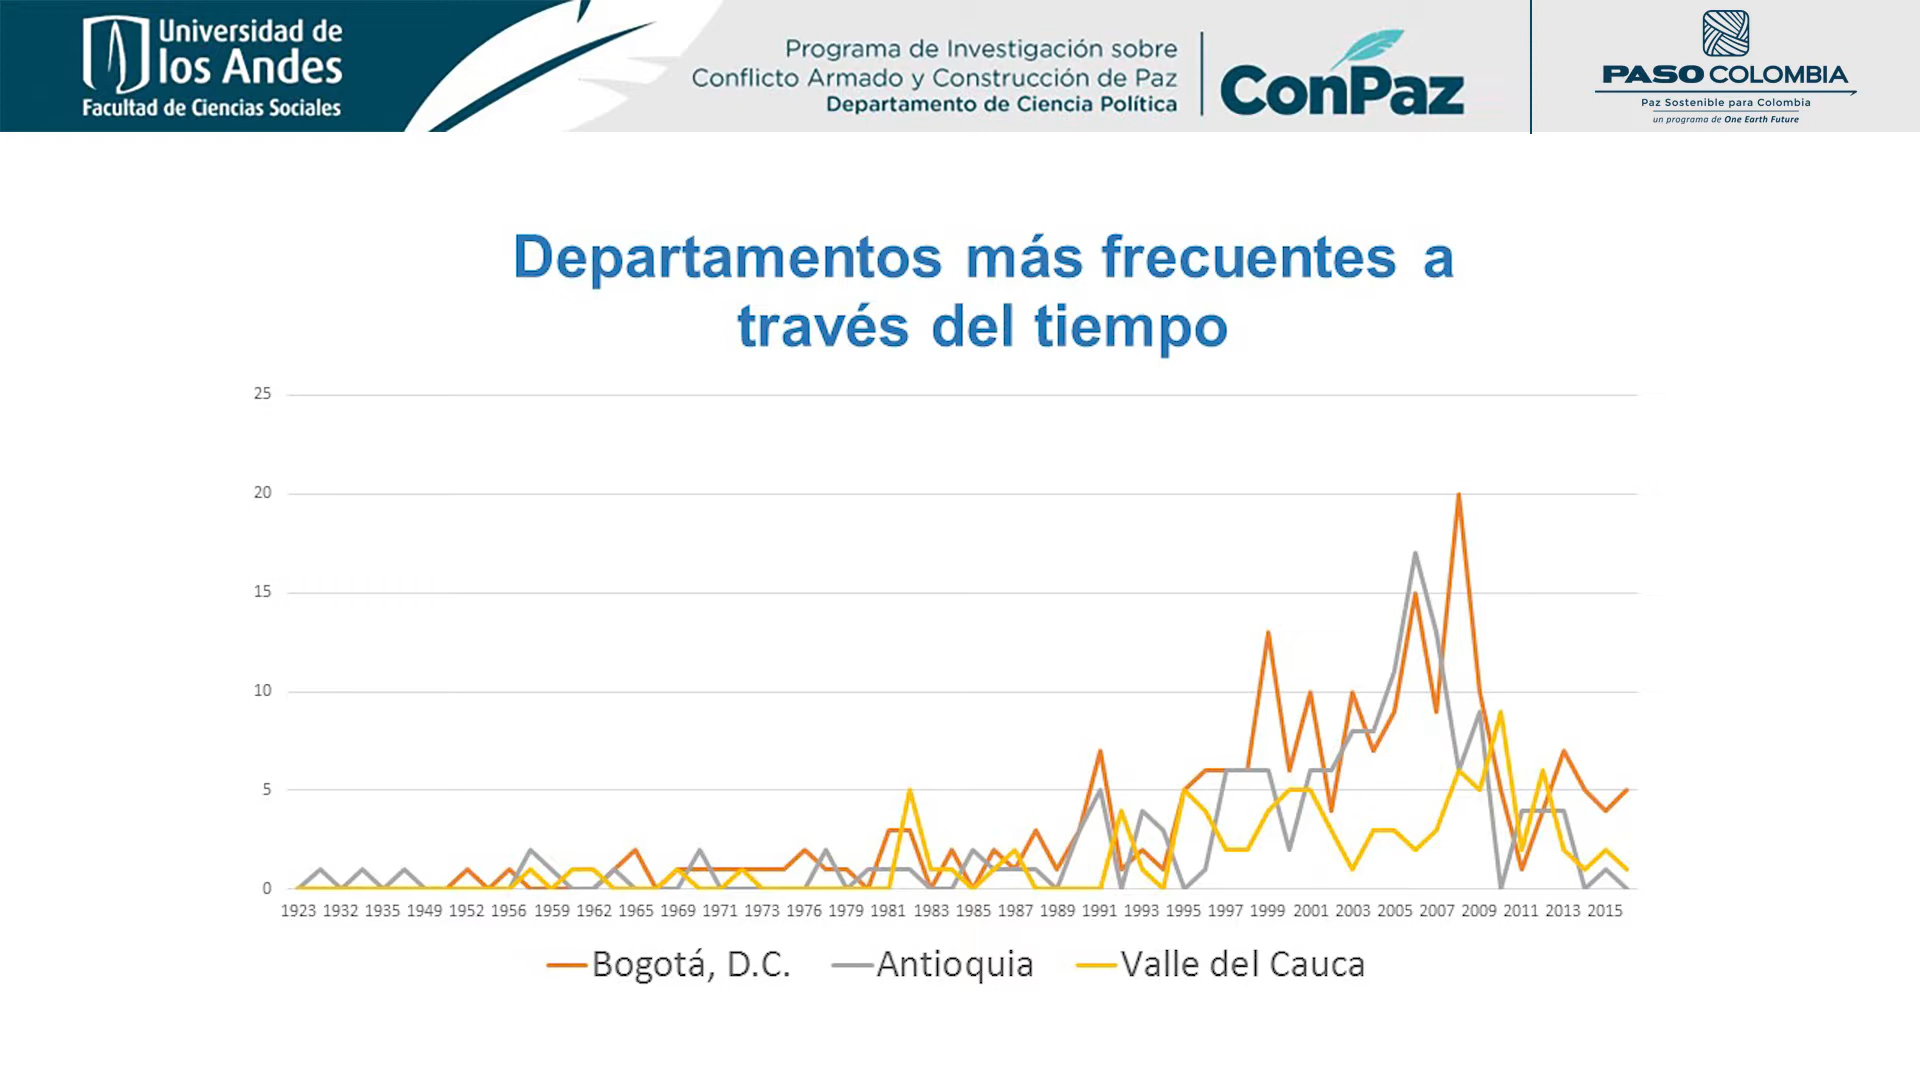 Universidad de
los Andes
Facultad de Ciencias Sociales
Programa de Investigación sobre
Conflicto Armado y Construcción de Paz
Departamento de Ciencia Política
ConPaz
PASO COLOMBIA
Paz Sostenible para Colombia
un programa de One Earth Future
Departamentos más frecuentes a
través del tiempo
25
20
15
10
5
0
1923 1932 1935 1949 1952 1956 1959 1962 1965 1969 1971 1973 1976 1979 1981 1983 1985 1987 1989 1991 1993 1995 1997 1999 2001 2003 2005 2007 2009 2011 2013 2015
Bogotá, D.C. Antioquia Valle del Cauca